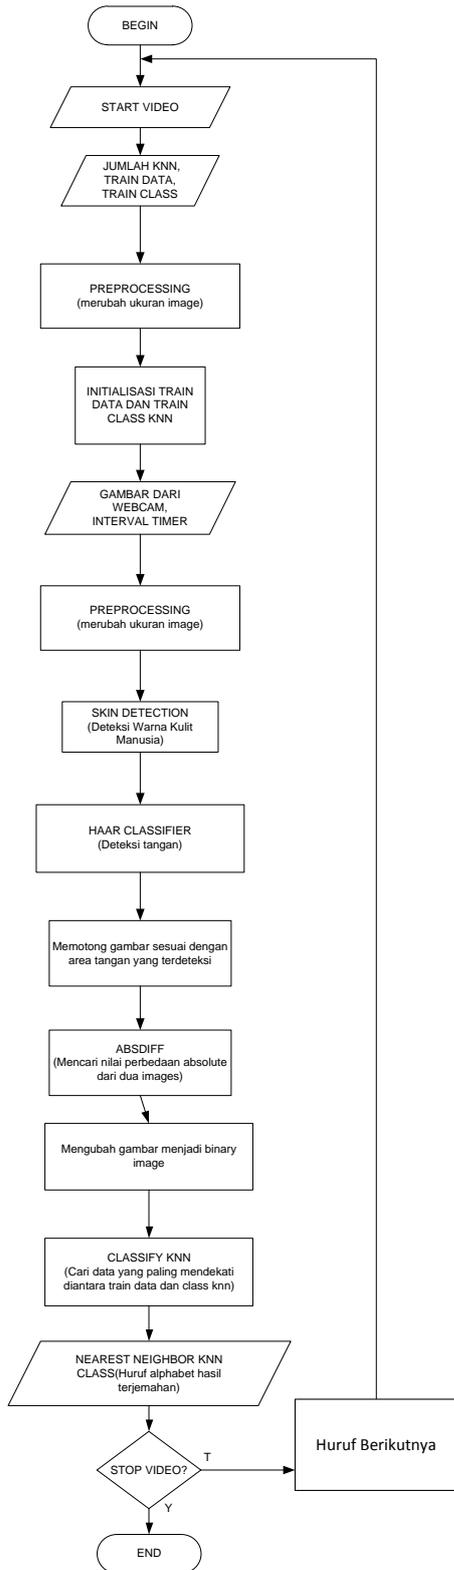 BEGIN
START VIDEO
JUMLAH KNN,
TRAIN DATA,
TRAIN CLASS
PREPROCESSING
(merubah ukuran image)
INITIALISASI TRAIN
DATA DAN TRAIN
CLASS KNN
GAMBAR DARI
WEBCAM,
INTERVAL TIMER
PREPROCESSING
(merubah ukuran image)
SKIN DETECTION
(Deteksi Warna Kulit
Manusia)
HAAR CLASSIFIER
(Deteksi tangan)
Memotong gambar sesuai dengan
area tangan yang terdeteksi
ABSDIFF
(Mencari nilai perbedaan absolute
dari dua images)
Mengubah gambar menjadi binary
image
CLASSIFY KNN
(Cari data yang paling mendekati
diantara train data dan class knn)
NEAREST NEIGHBOR KNN
CLASS(Huruf alphabet hasil
terjemahan)
STOP VIDEO?
T
Huruf Berikutnya
Y
END